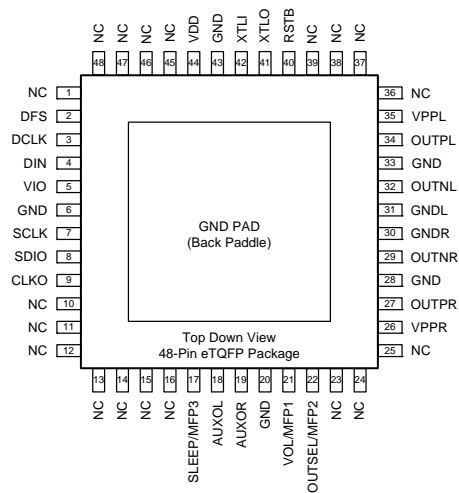 NC NC NC NC VDD GND XTLI XTLO RSTB NC NC NC
48 47 46 45 44 43 42 41 40 39 38 37
NC 1
DFS 2
DCLK 3
DIN 4
VIO 5
GND 6
SCLK 7
SDIO 8
CLKO 9
NC 10
NC 11
NC 12
36 NC
35 VPPL
34 OUTPL
33 GND
32 OUTNL
31 GNDL
30 GNDR
29 OUTNR
28 GND
27 OUTPR
26 VPPR
25 NC
GND PAD
(Back Paddle)
Top Down View
48-Pin eTQFP Package
13 14 15 16 17 18 19 20 21 22 23 24
NC NC NC NC SLEEP/MFP3 AUXOL AUXOR GND VOL/MFP1 OUTSEL/MFP2 NC NC